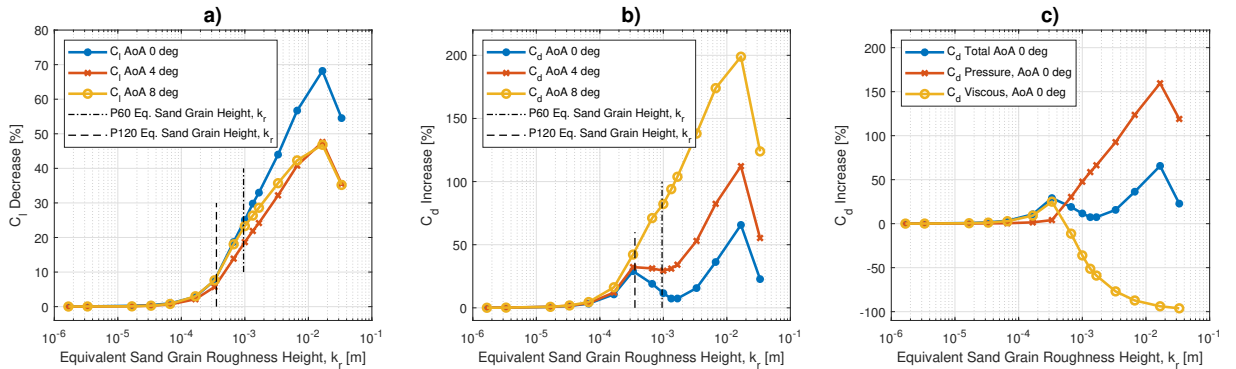 a)
80
70
60
50
40
30
20
10
0
C_l Decrease [%]
C_l AoA 0 deg
C_l AoA 4 deg
C_l AoA 8 deg
P60 Eq. Sand Grain Height, k_r
P120 Eq. Sand Grain Height, k_r
10^-6 10^-5 10^-4 10^-3 10^-2 10^-1
Equivalent Sand Grain Roughness Height, k_r [m]
b)
200
150
100
50
0
C_d Increase [%]
C_d AoA 0 deg
C_d AoA 4 deg
C_d AoA 8 deg
P60 Eq. Sand Grain Height, k_r
P120 Eq. Sand Grain Height, k_r
10^-6 10^-5 10^-4 10^-3 10^-2 10^-1
Equivalent Sand Grain Roughness Height, k_r [m]
c)
200
150
100
50
0
-50
-100
C_d Increase [%]
C_d Total AoA 0 deg
C_d Pressure, AoA 0 deg
C_d Viscous, AoA 0 deg
10^-6 10^-5 10^-4 10^-3 10^-2 10^-1
Equivalent Sand Grain Roughness Height, k_r [m]